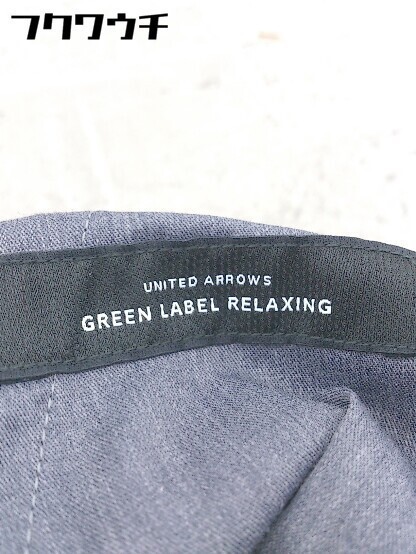 フクワウチ
UNITED ARROWS
GREEN LABEL RELAXING